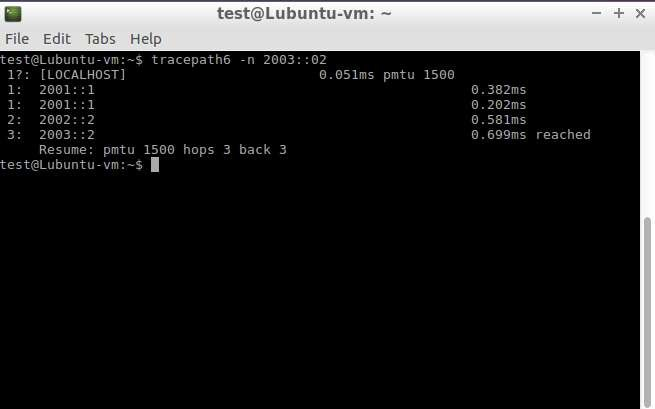 test@Lubuntu-vm: ~
File Edit Tabs Help
test@Lubuntu-vm:~$ tracepath6 -n 2003::02
 1?: [LOCALHOST]                        0.051ms pmtu 1500
 1:  2001::1                                               0.382ms
 1:  2001::1                                               0.202ms
 2:  2002::2                                               0.581ms
 3:  2003::2                                               0.699ms reached
     Resume: pmtu 1500 hops 3 back 3
test@Lubuntu-vm:~$